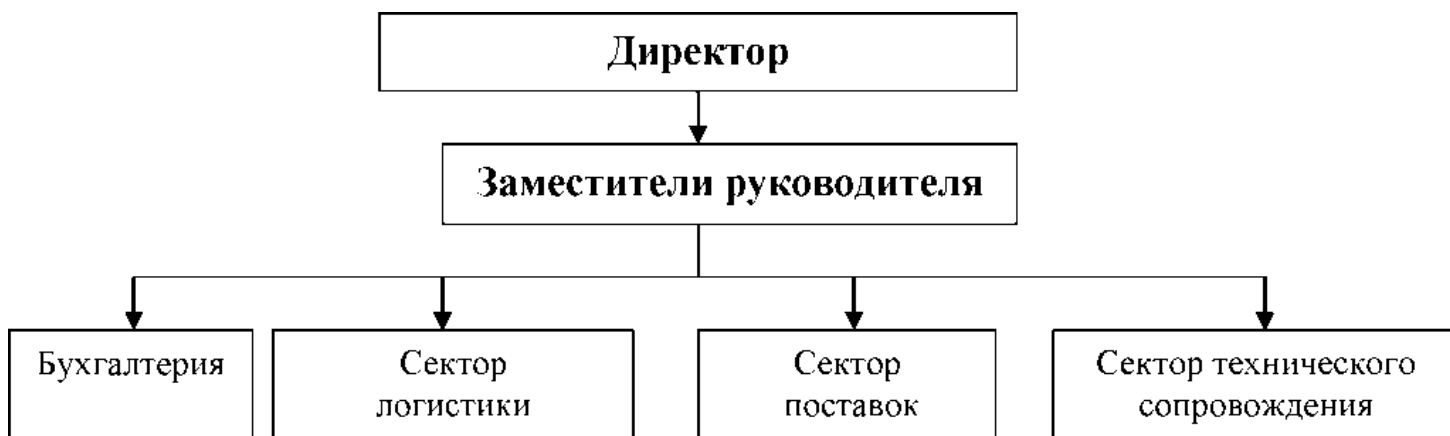 Директор
Заместители руководителя
Бухгалтерия
Сектор
логистики
Сектор
поставок
Сектор технического
сопровождения